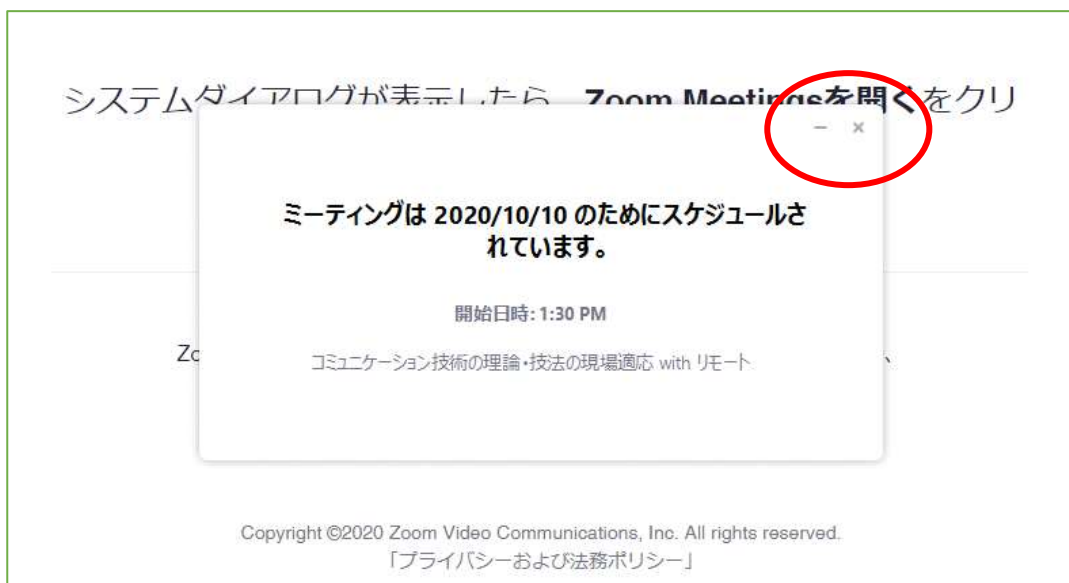 システムダイアログが表示したら、Zoom Meetingsを開くをクリ
− ×
ミーティングは 2020/10/10 のためにスケジュールさ
れています。
開始日時: 1:30 PM
Zo
コミュニケーション技術の理論・技法の現場適応 with リモート
、
Copyright ©2020 Zoom Video Communications, Inc. All rights reserved.
「プライバシーおよび法務ポリシー」